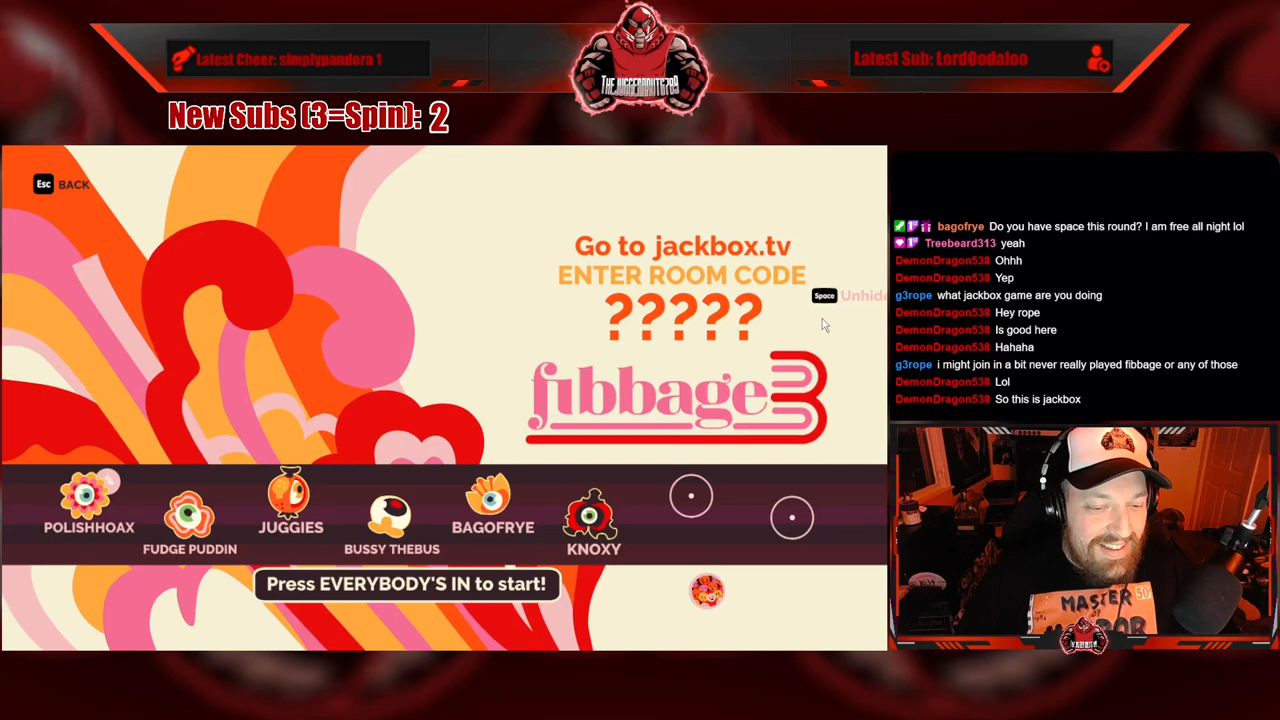 Latest Cheer: simplypandora 1
THEJUGGERNAUT6789
Latest Sub: LordOodaloo
New Subs (3=Spin): 2
Esc BACK
Go to jackbox.tv
ENTER ROOM CODE
?????
Space Unhide
fibbage 3
POLISHHOAX
FUDGE PUDDIN
JUGGIES
BUSSY THEBUS
BAGOFRYE
KNOXY
Press EVERYBODY'S IN to start!
bagofrye Do you have space this round? I am free all night lol
Treebeard313 yeah
DemonDragon538 Ohhh
DemonDragon538 Yep
g3rope what jackbox game are you doing
DemonDragon538 Hey rope
DemonDragon538 Is good here
DemonDragon538 Hahaha
g3rope i might join in a bit never really played fibbage or any of those
DemonDragon538 Lol
DemonDragon538 So this is jackbox
MASTER
50